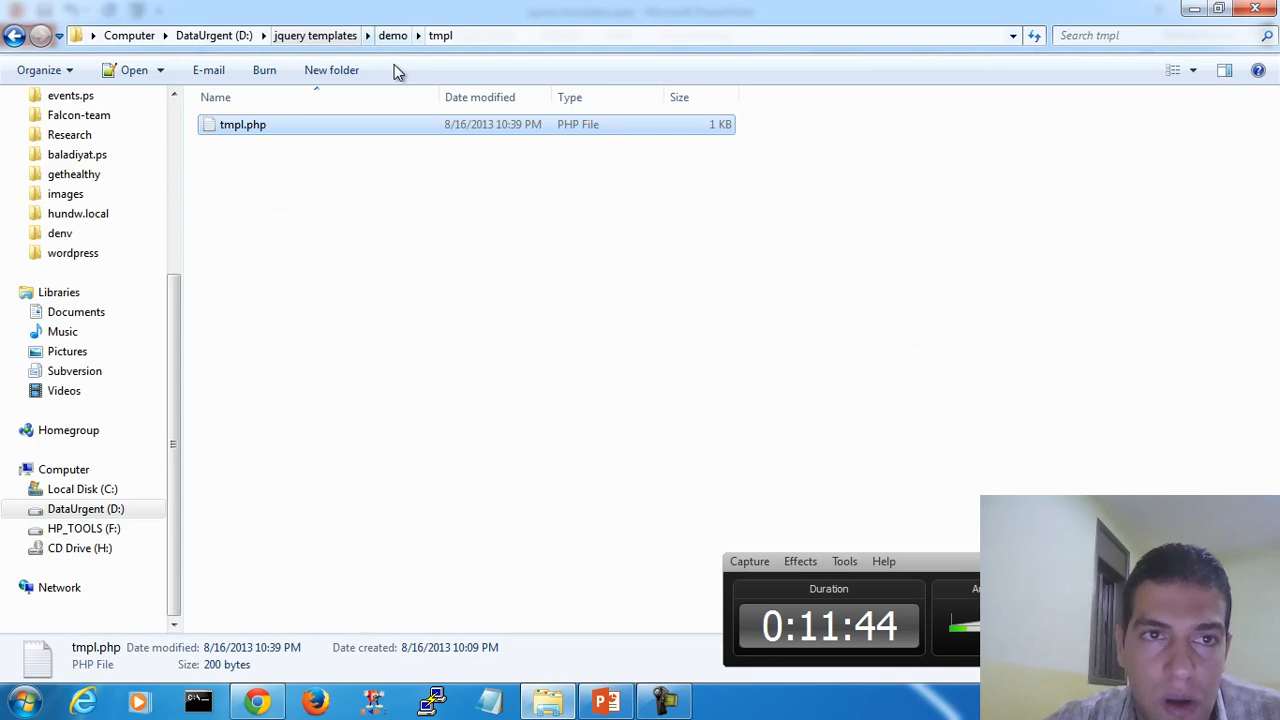 Computer DataUrgent (D:) jquery templates demo tmpl Search tmpl
Organize Open E-mail Burn New folder
Name Date modified Type Size
tmpl.php 8/16/2013 10:39 PM PHP File 1 KB
events.ps
Falcon-team
Research
baladiyat.ps
gethealthy
images
hundw.local
denv
wordpress
Libraries
Documents
Music
Pictures
Subversion
Videos
Homegroup
Computer
Local Disk (C:)
DataUrgent (D:)
HP_TOOLS (F:)
CD Drive (H:)
Network
Capture Effects Tools Help
Duration
0:11:44
tmpl.php Date modified: 8/16/2013 10:39 PM Date created: 8/16/2013 10:09 PM
PHP File Size: 200 bytes